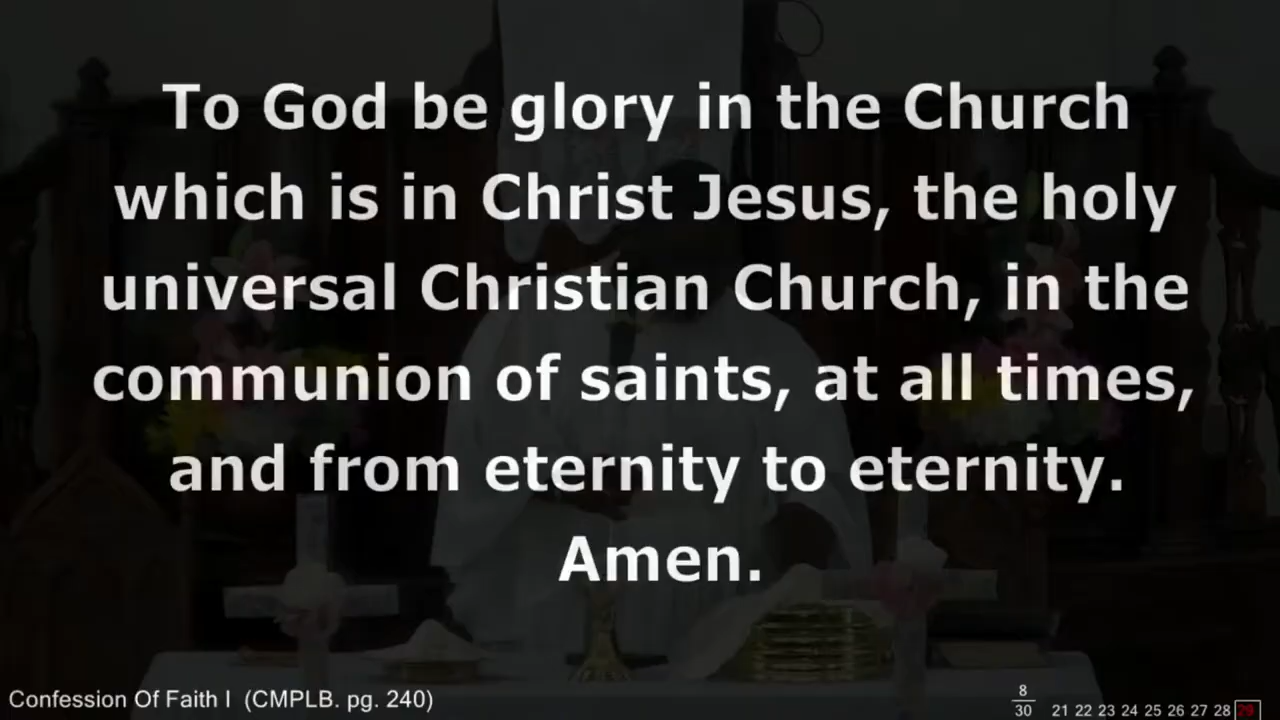 To God be glory in the Church
which is in Christ Jesus, the holy
universal Christian Church, in the
communion of saints, at all times,
and from eternity to eternity.
Amen.
Confession Of Faith I (CMPLB. pg. 240)
8
30
21 22 23 24 25 26 27 28 29